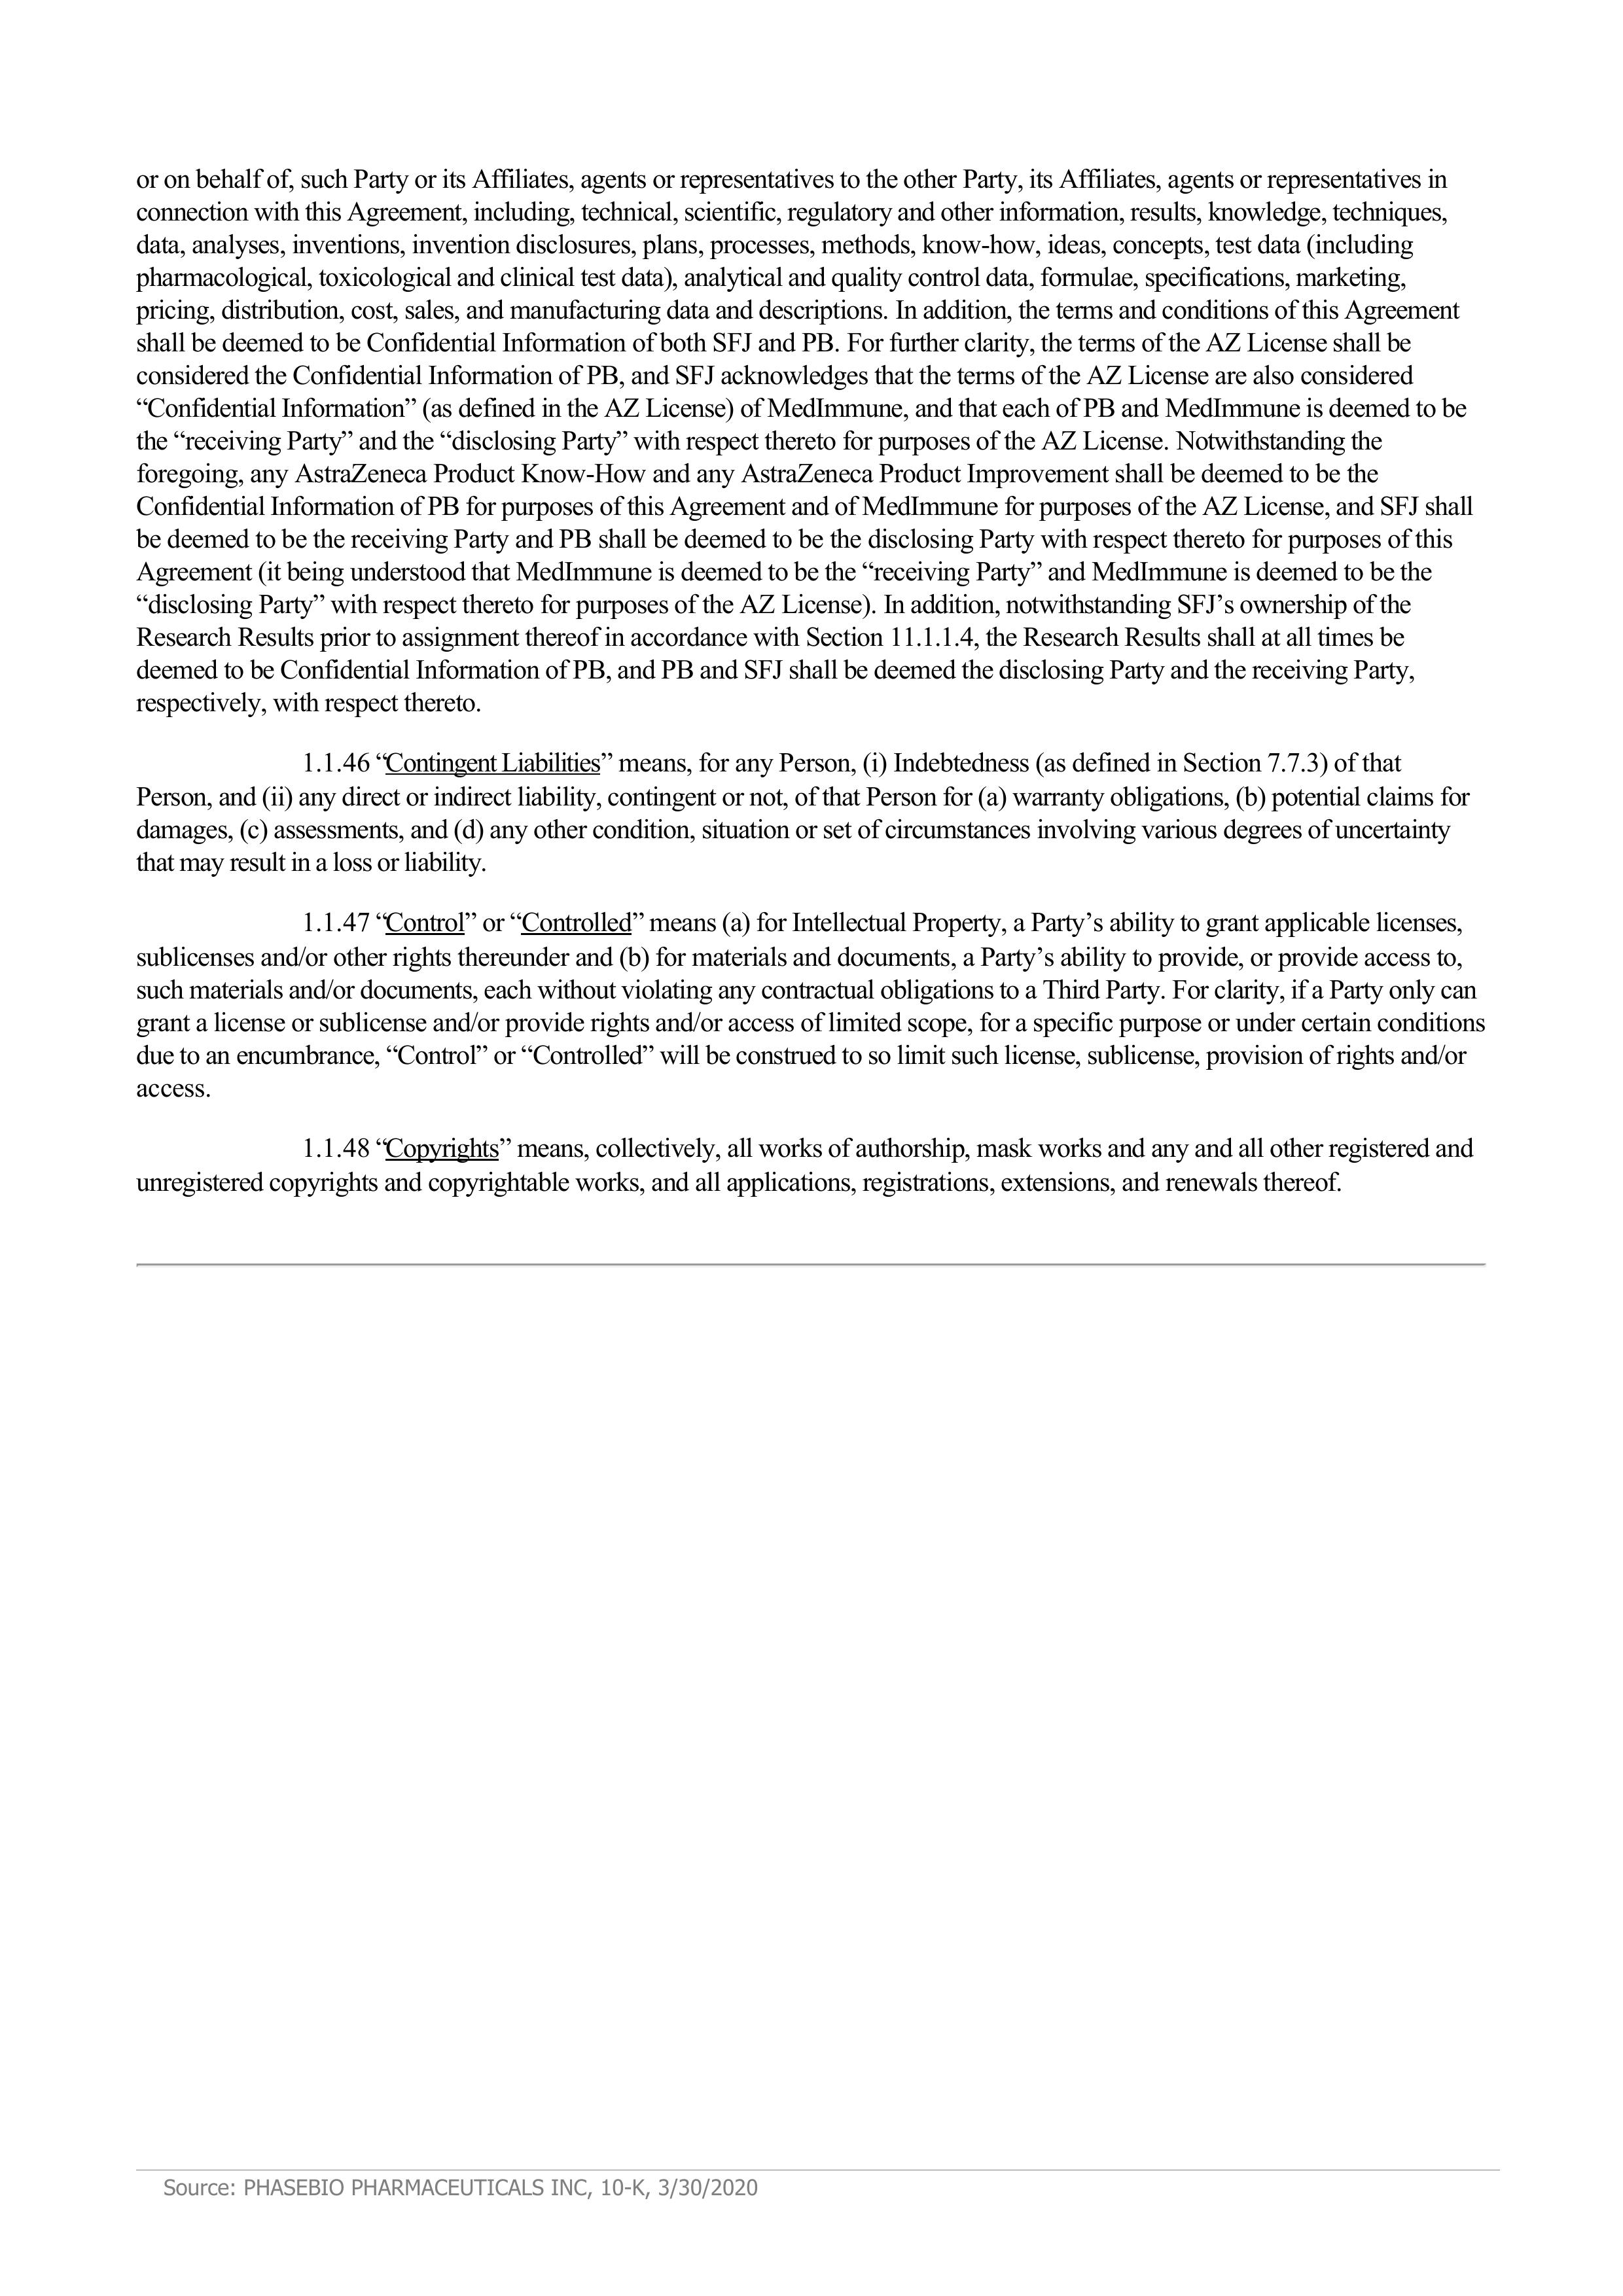 or on behalf of, such Party or its Affiliates, agents or representatives to the other Party, its Affiliates, agents or representatives in
connection with this Agreement, including, technical, scientific, regulatory and other information, results, knowledge, techniques,
data, analyses, inventions, invention disclosures, plans, processes, methods, know-how, ideas, concepts, test data (including
pharmacological, toxicological and clinical test data), analytical and quality control data, formulae, specifications, marketing,
pricing, distribution, cost, sales, and manufacturing data and descriptions. In addition, the terms and conditions of this Agreement
shall be deemed to be Confidential Information of both SFJ and PB. For further clarity, the terms of the AZ License shall be
considered the Confidential Information of PB, and SFJ acknowledges that the terms of the AZ License are also considered
“Confidential Information” (as defined in the AZ License) of MedImmune, and that each of PB and MedImmune is deemed to be
the “receiving Party” and the “disclosing Party” with respect thereto for purposes of the AZ License. Notwithstanding the
foregoing, any AstraZeneca Product Know-How and any AstraZeneca Product Improvement shall be deemed to be the
Confidential Information of PB for purposes of this Agreement and of MedImmune for purposes of the AZ License, and SFJ shall
be deemed to be the receiving Party and PB shall be deemed to be the disclosing Party with respect thereto for purposes of this
Agreement (it being understood that MedImmune is deemed to be the “receiving Party” and MedImmune is deemed to be the
“disclosing Party” with respect thereto for purposes of the AZ License). In addition, notwithstanding SFJ’s ownership of the
Research Results prior to assignment thereof in accordance with Section 11.1.1.4, the Research Results shall at all times be
deemed to be Confidential Information of PB, and PB and SFJ shall be deemed the disclosing Party and the receiving Party,
respectively, with respect thereto.
1.1.46 “Contingent Liabilities” means, for any Person, (i) Indebtedness (as defined in Section 7.7.3) of that
Person, and (ii) any direct or indirect liability, contingent or not, of that Person for (a) warranty obligations, (b) potential claims for
damages, (c) assessments, and (d) any other condition, situation or set of circumstances involving various degrees of uncertainty
that may result in a loss or liability.
1.1.47 “Control” or “Controlled” means (a) for Intellectual Property, a Party’s ability to grant applicable licenses,
sublicenses and/or other rights thereunder and (b) for materials and documents, a Party’s ability to provide, or provide access to,
such materials and/or documents, each without violating any contractual obligations to a Third Party. For clarity, if a Party only can
grant a license or sublicense and/or provide rights and/or access of limited scope, for a specific purpose or under certain conditions
due to an encumbrance, “Control” or “Controlled” will be construed to so limit such license, sublicense, provision of rights and/or
access.
1.1.48 “Copyrights” means, collectively, all works of authorship, mask works and any and all other registered and
unregistered copyrights and copyrightable works, and all applications, registrations, extensions, and renewals thereof.
Source: PHASEBIO PHARMACEUTICALS INC, 10-K, 3/30/2020